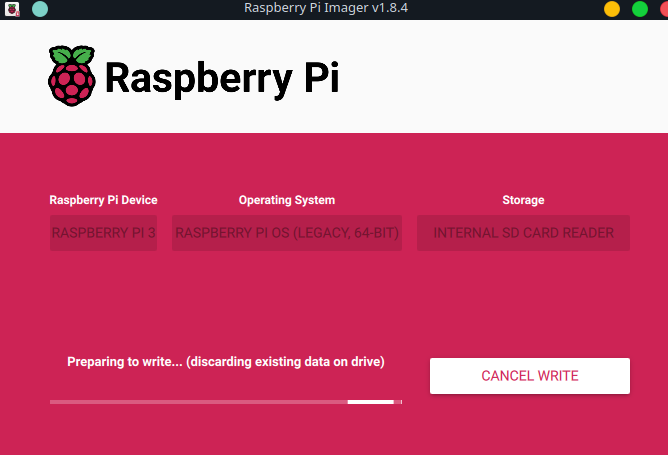 Raspberry Pi Imager v1.8.4
Raspberry Pi
Raspberry Pi Device
Operating System
Storage
RASPBERRY PI 3
RASPBERRY PI OS (LEGACY, 64-BIT)
INTERNAL SD CARD READER
Preparing to write... (discarding existing data on drive)
CANCEL WRITE